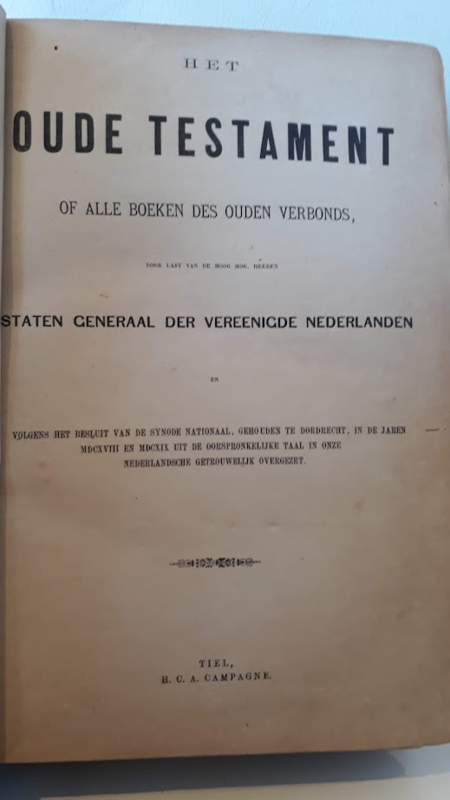 HET
OUDE TESTAMENT
OF ALLE BOEKEN DES OUDEN VERBONDS,
DOOR LAST VAN DE HOOG MOG. HEEREN
STATEN GENERAAL DER VEREENIGDE NEDERLANDEN
EN
VOLGENS HET BESLUIT VAN DE SYNODE NATIONAAL, GEHOUDEN TE DORDRECHT, IN DE JAREN
MDCXVIII EN MDCXIX UIT DE OORSPRONKELIJKE TAAL IN ONZE
NEDERLANDSCHE GETROUWELIJK OVERGEZET.
TIEL,
H. C. A. CAMPAGNE.